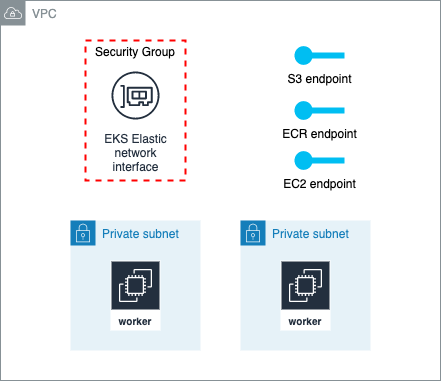 VPC
Security Group
EKS Elastic
network
interface
S3 endpoint
ECR endpoint
EC2 endpoint
Private subnet
worker
Private subnet
worker